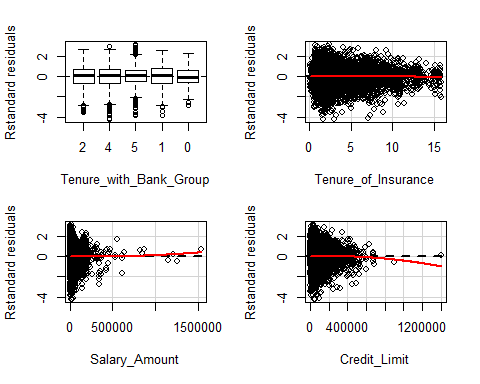 Rstandard residuals
2
0
-4
2 4 5 1 0
Tenure_with_Bank_Group
Rstandard residuals
2
0
-4
0 5 10 15
Tenure_of_Insurance
Rstandard residuals
2
0
-4
0 500000 1500000
Salary_Amount
Rstandard residuals
2
0
-4
0 400000 1200000
Credit_Limit